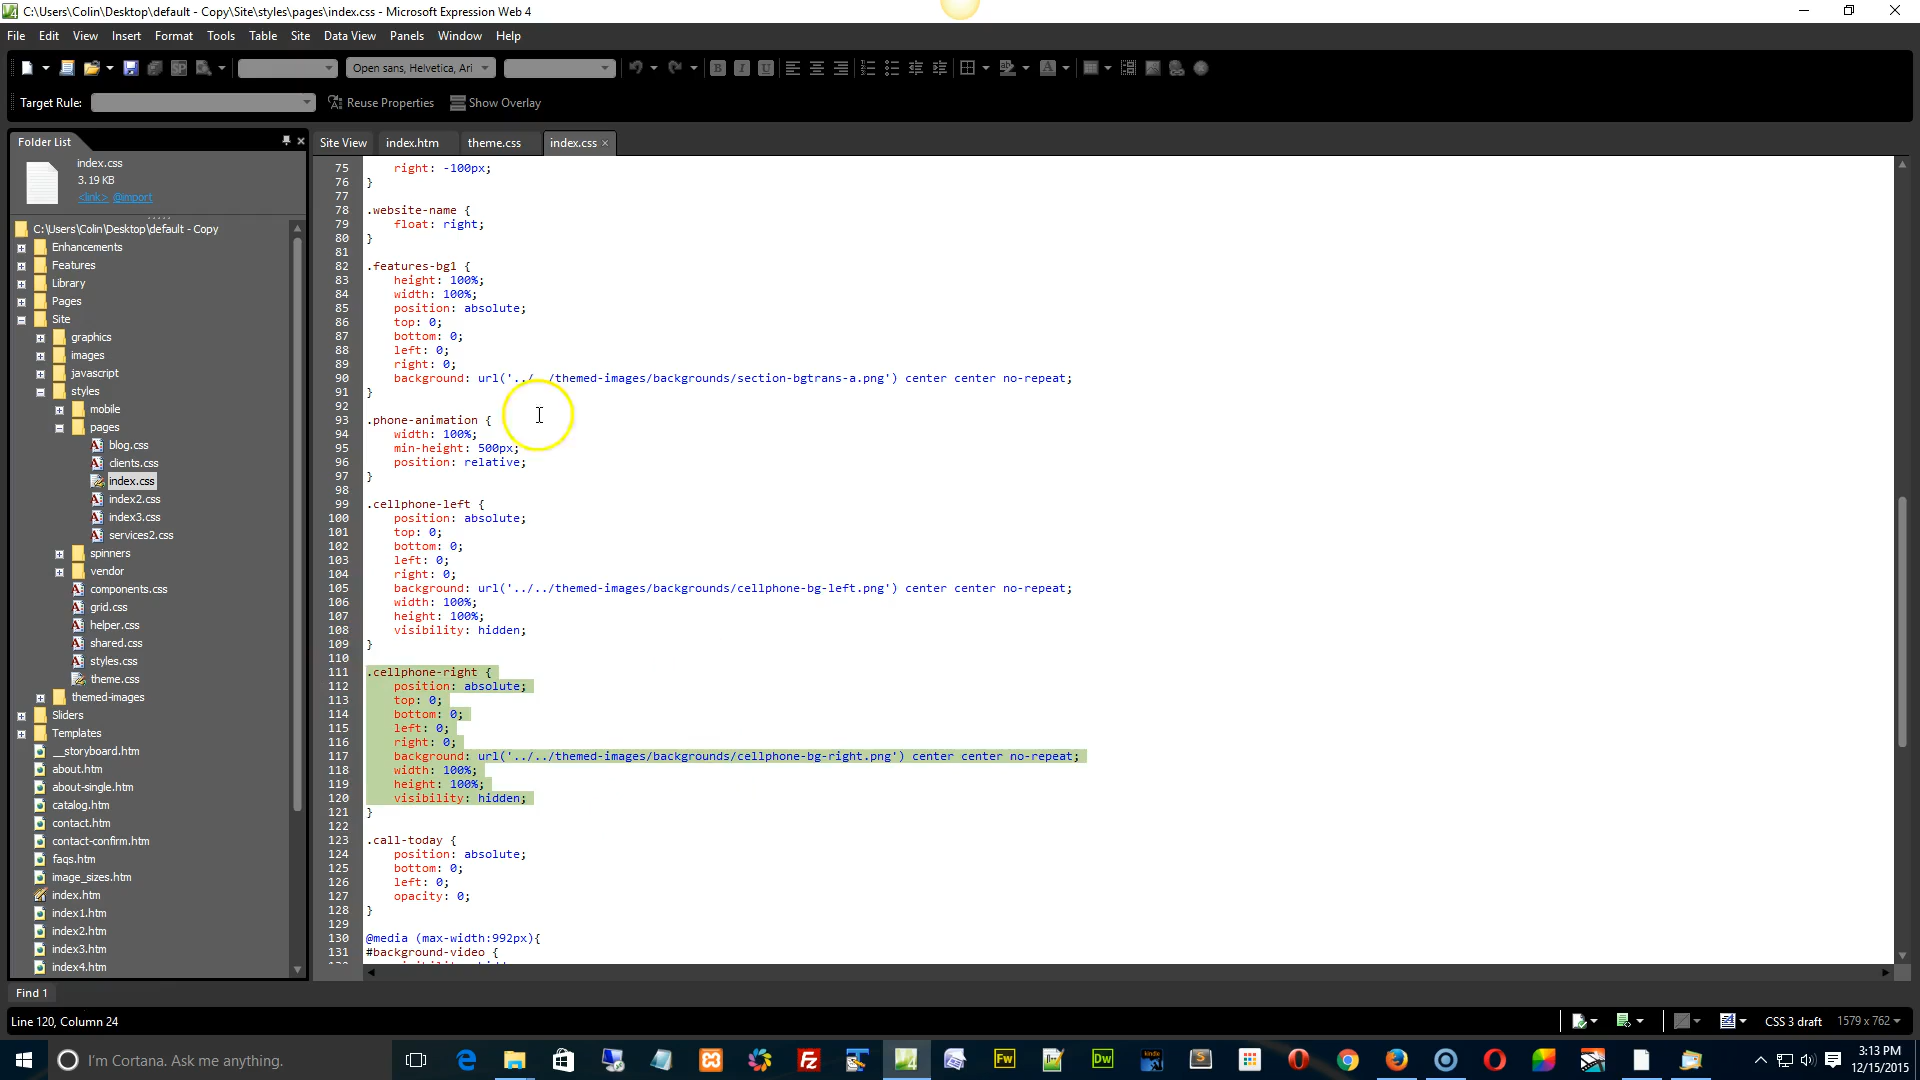 C:\Users\Colin\Desktop\default - Copy\Site\styles\pages\index.css - Microsoft Expression Web 4
File Edit View Insert Format Tools Table Site Data View Panels Window Help
Open sans, Helvetica, Ari
Target Rule: Reuse Properties Show Overlay
Folder List
index.css
3.19 KB
<link> @import
C:\Users\Colin\Desktop\default - Copy
Enhancements
Features
Library
Pages
Site
graphics
images
javascript
styles
mobile
pages
blog.css
clients.css
index.css
index2.css
index3.css
services2.css
spinners
vendor
components.css
grid.css
helper.css
shared.css
styles.css
theme.css
themed-images
Sliders
Templates
__storyboard.htm
about.htm
about-single.htm
catalog.htm
contact.htm
contact-confirm.htm
faqs.htm
image_sizes.htm
index.htm
index1.htm
index2.htm
index3.htm
index4.htm
Site View index.htm theme.css index.css ×
75 right: -100px;
76 }
77
78 .website-name {
79 float: right;
80 }
81
82 .features-bg1 {
83 height: 100%;
84 width: 100%;
85 position: absolute;
86 top: 0;
87 bottom: 0;
88 left: 0;
89 right: 0;
90 background: url('../../themed-images/backgrounds/section-bgtrans-a.png') center center no-repeat;
91 }
92
93 .phone-animation {
94 width: 100%;
95 min-height: 500px;
96 position: relative;
97 }
98
99 .cellphone-left {
100 position: absolute;
101 top: 0;
102 bottom: 0;
103 left: 0;
104 right: 0;
105 background: url('../../themed-images/backgrounds/cellphone-bg-left.png') center center no-repeat;
106 width: 100%;
107 height: 100%;
108 visibility: hidden;
109 }
110
111 .cellphone-right {
112 position: absolute;
113 top: 0;
114 bottom: 0;
115 left: 0;
116 right: 0;
117 background: url('../../themed-images/backgrounds/cellphone-bg-right.png') center center no-repeat;
118 width: 100%;
119 height: 100%;
120 visibility: hidden;
121 }
122
123 .call-today {
124 position: absolute;
125 bottom: 0;
126 left: 0;
127 opacity: 0;
128 }
129
130 @media (max-width:992px){
131 #background-video {
Find 1
Line 120, Column 24
CSS 3 draft 1579 x 762
I'm Cortana. Ask me anything.
Fw
Dw
kindle
3:13 PM
12/15/2015